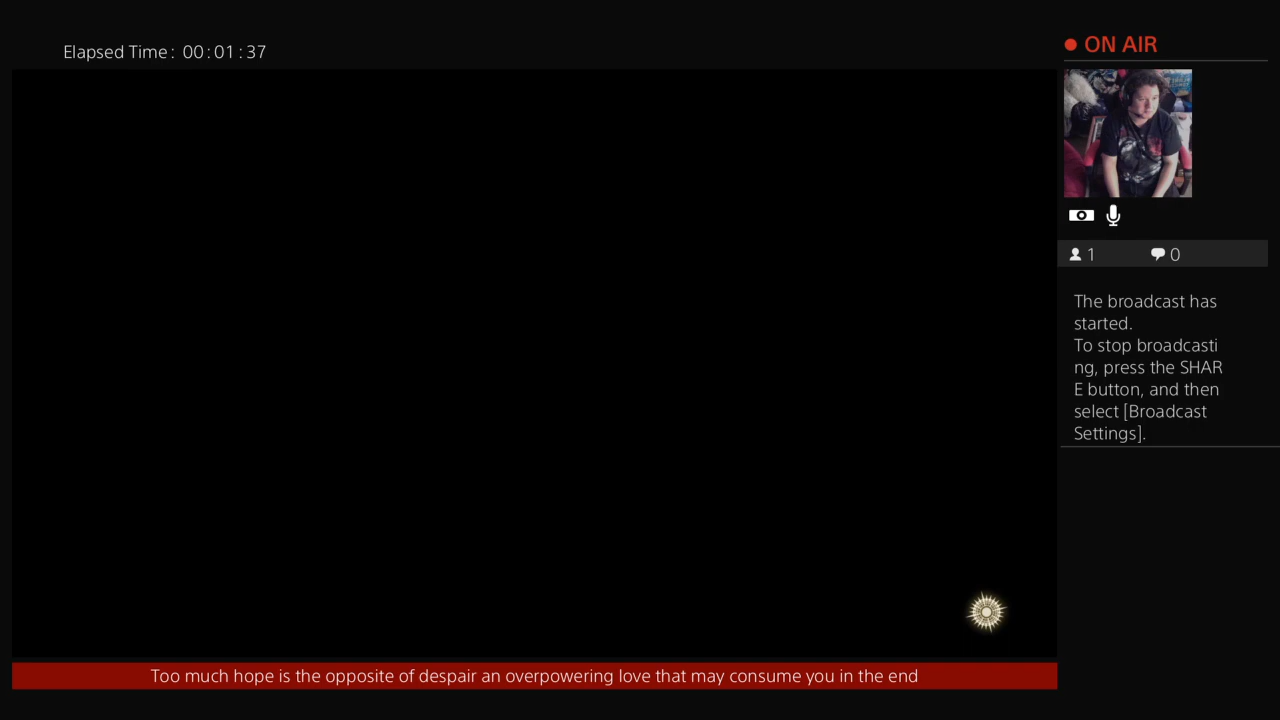 Elapsed Time: 00:01:37
ON AIR
1 0
The broadcast has
started.
To stop broadcasti
ng, press the SHAR
E button, and then
select [Broadcast
Settings].
Too much hope is the opposite of despair an overpowering love that may consume you in the end